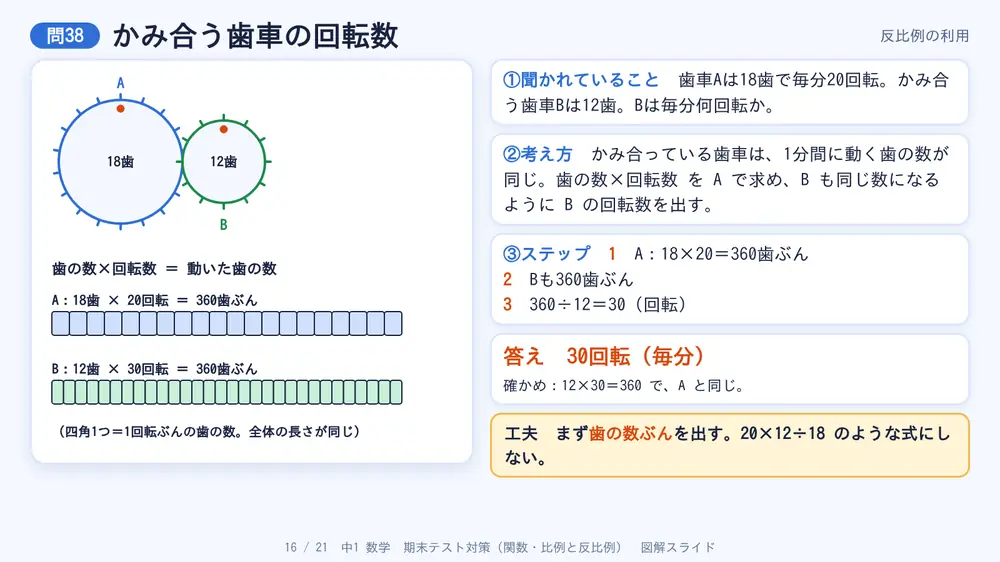 問38 かみ合う歯車の回転数
反比例の利用
A
18歯
12歯
B
歯の数×回転数 ＝ 動いた歯の数
A：18歯 × 20回転 ＝ 360歯ぶん
B：12歯 × 30回転 ＝ 360歯ぶん
（四角1つ＝1回転ぶんの歯の数。全体の長さが同じ）
①聞かれていること 歯車Aは18歯で毎分20回転。かみ合
う歯車Bは12歯。Bは毎分何回転か。
②考え方 かみ合っている歯車は、1分間に動く歯の数が
同じ。歯の数×回転数 を A で求め、B も同じ数になる
ように B の回転数を出す。
③ステップ 1 A：18×20＝360歯ぶん
2 Bも360歯ぶん
3 360÷12＝30（回転）
答え 30回転（毎分）
確かめ：12×30＝360 で、A と同じ。
工夫 まず歯の数ぶんを出す。20×12÷18 のような式にし
ない。
16 / 21 中1 数学 期末テスト対策（関数・比例と反比例） 図解スライド